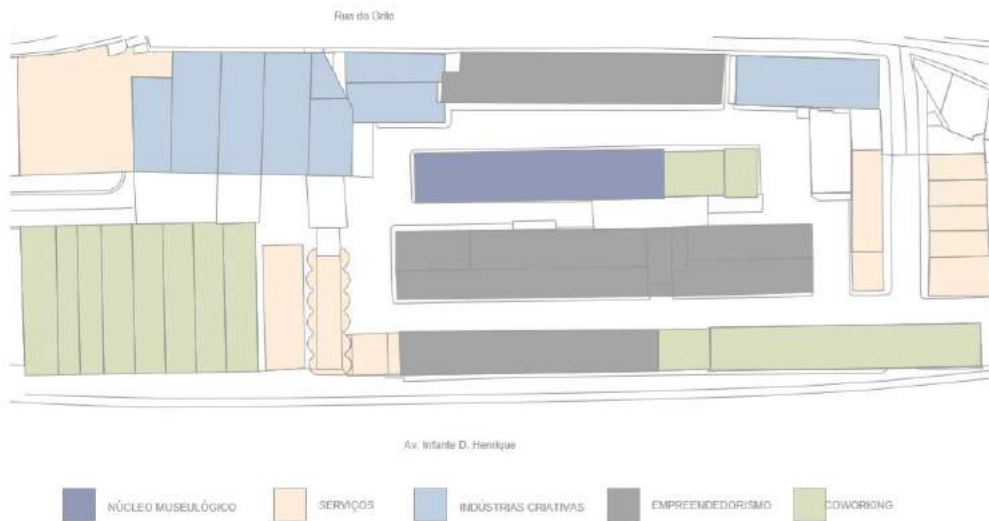 Rua do Grilo
Av. Infante D. Henrique
NÚCLEO MUSEULÓGICO
SERVIÇOS
INDÚSTRIAS CRIATIVAS
EMPREENDEDORISMO
COWORKING